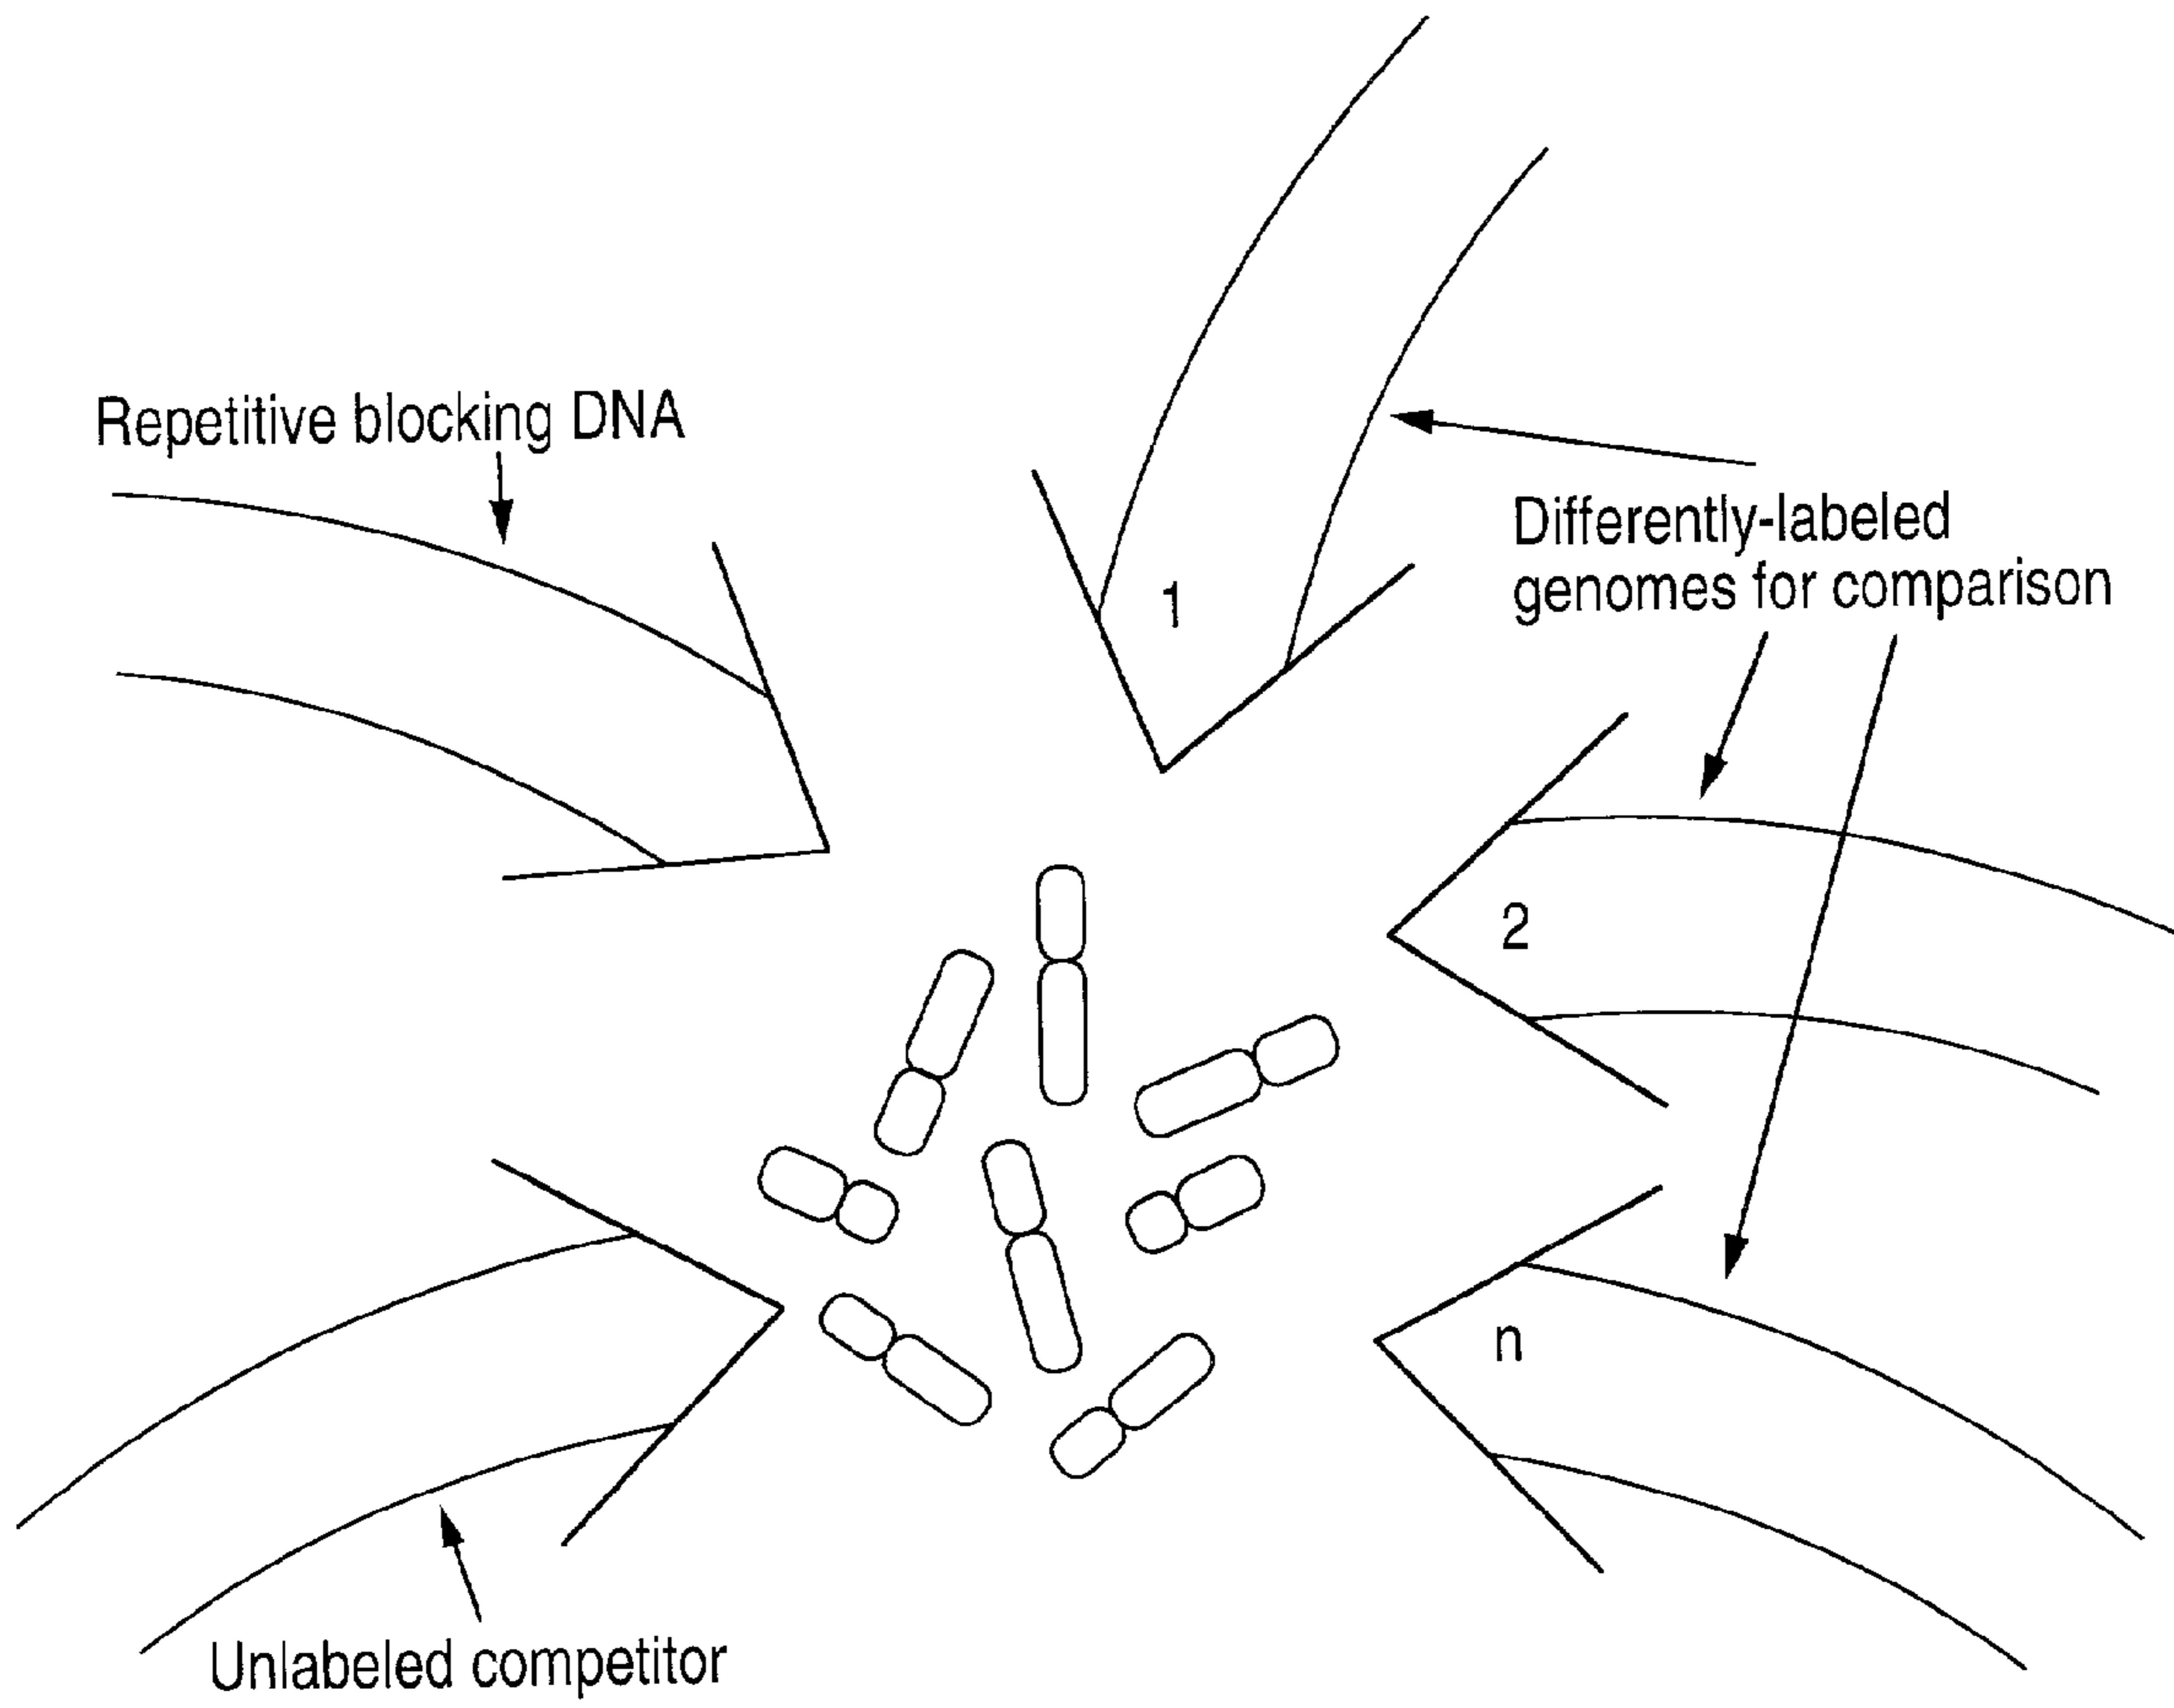 Repetitive blocking DNA
1
Differently-labeled
genomes for comparison
2
n
Unlabeled competitor